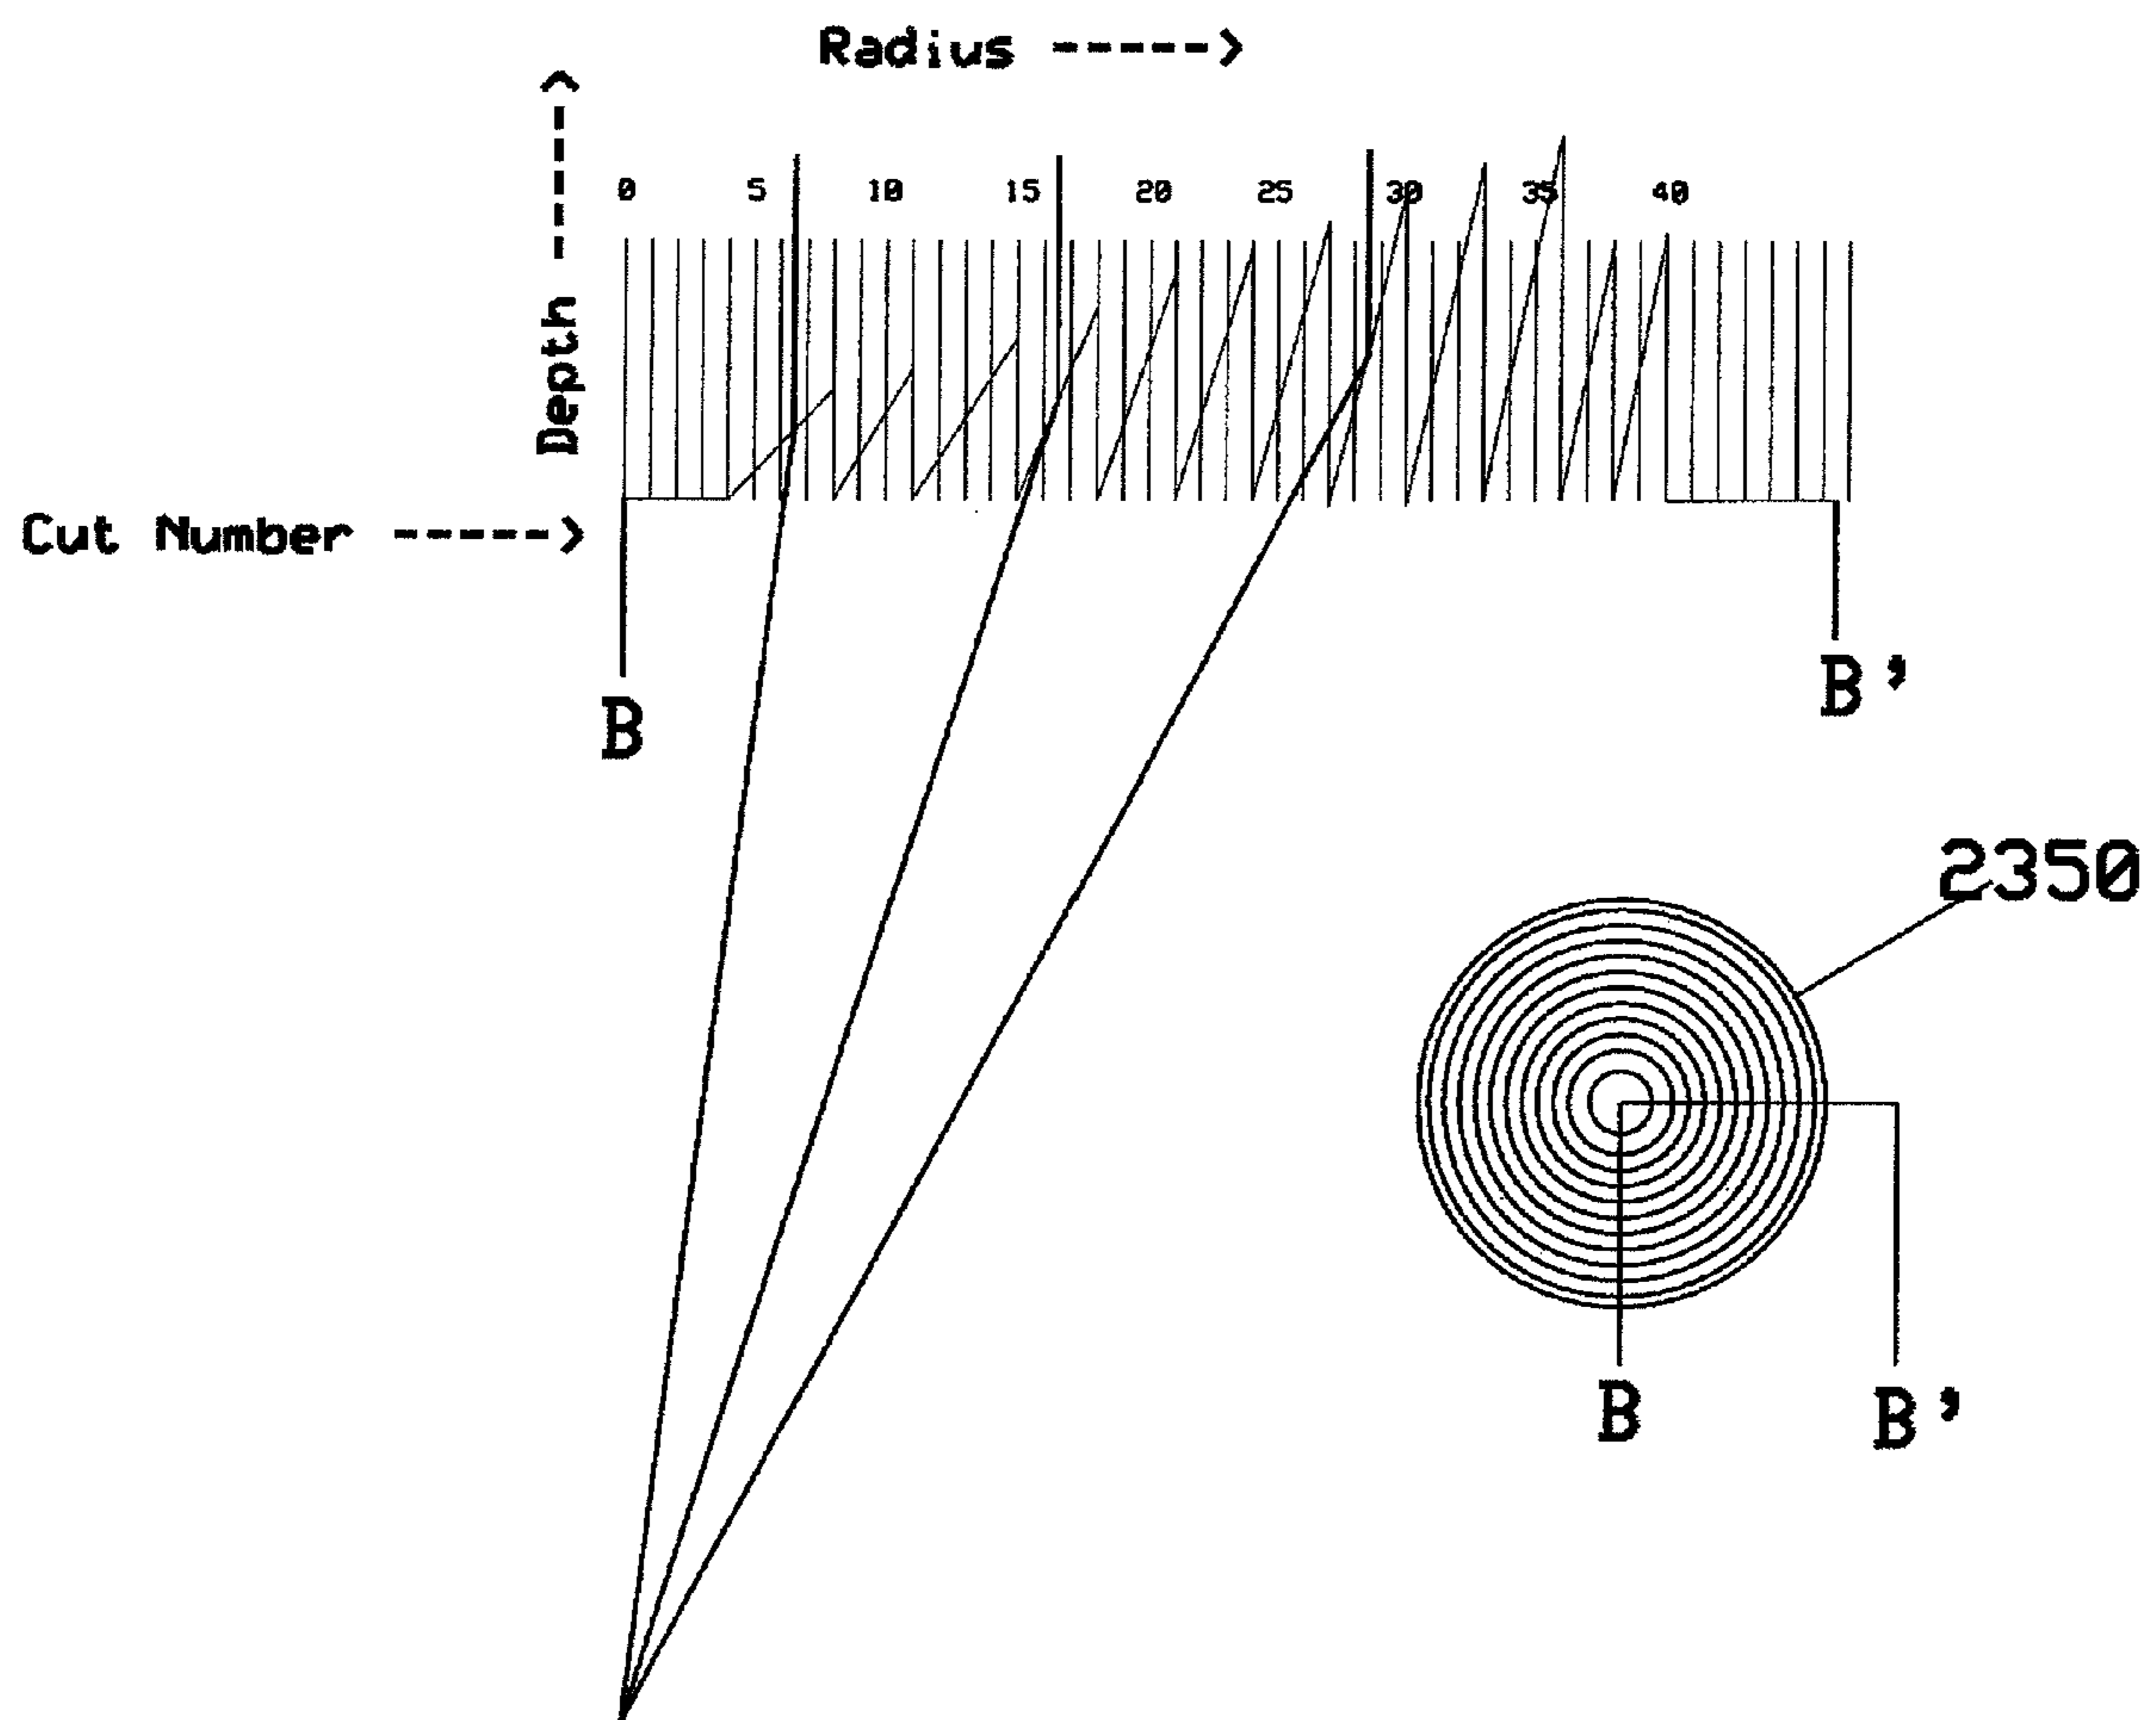 Radius ----->
Depth ----->
0 5 10 15 20 25 30 35 40
Cut Number ----->
B
B'
2350
B
B'